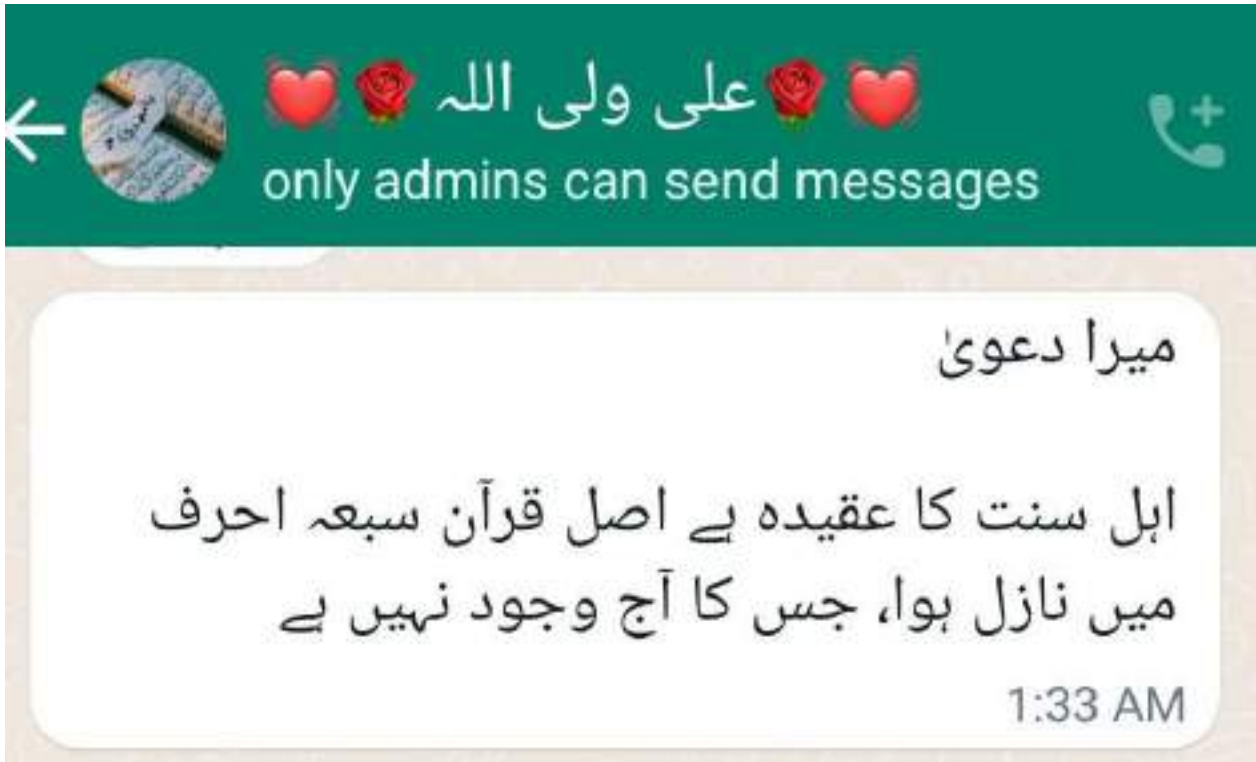 💓🌹علی ولی اللہ 🌹💓
only admins can send messages
میرا دعویٰ
اہل سنت کا عقیدہ ہے اصل قرآن سبعہ احرف
میں نازل ہوا، جس کا آج وجود نہیں ہے
1:33 AM